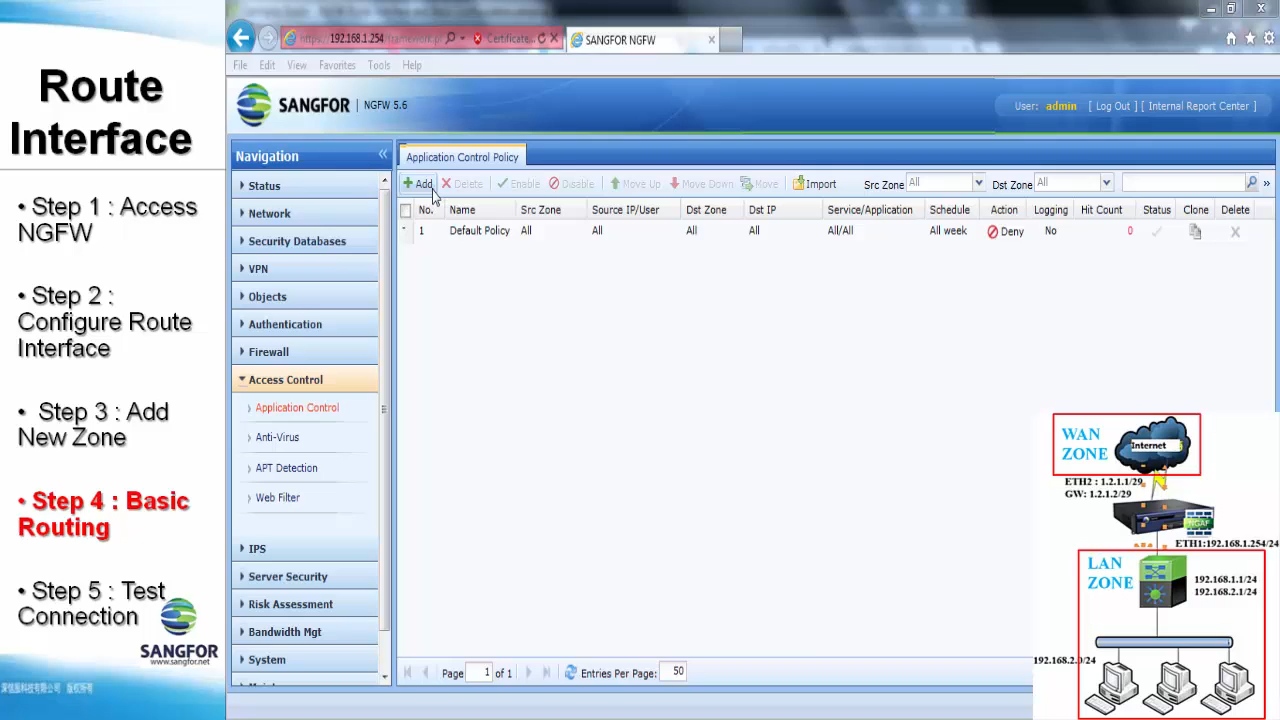 Route
Interface
• Step 1 : Access
NGFW
• Step 2 :
Configure Route
Interface
• Step 3 : Add
New Zone
• Step 4 : Basic
Routing
• Step 5 : Test
Connection
SANGFOR
www.sangfor.net
192.168.1.254
Certificate
SANGFOR NGFW
File Edit View Favorites Tools Help
SANGFOR NGFW 5.6
User: admin [ Log Out ] [ Internal Report Center ]
Navigation
Status
Network
Security Databases
VPN
Objects
Authentication
Firewall
Access Control
Application Control
Anti-Virus
APT Detection
Web Filter
IPS
Server Security
Risk Assessment
Bandwidth Mgt
System
Application Control Policy
Add Delete Enable Disable Move Up Move Down Move Import Src Zone All Dst Zone All
No. Name Src Zone Source IP/User Dst Zone Dst IP Service/Application Schedule Action Logging Hit Count Status Clone Delete
1 Default Policy All All All All All/All All week Deny No 0
Page 1 of 1 Entries Per Page: 50
WAN
ZONE
Internet
ETH2 : 1.2.1.1/29
GW: 1.2.1.2/29
NGAF
ETH1:192.168.1.254/24
LAN
ZONE
192.168.1.1/24
192.168.2.1/24
192.168.2.0/24